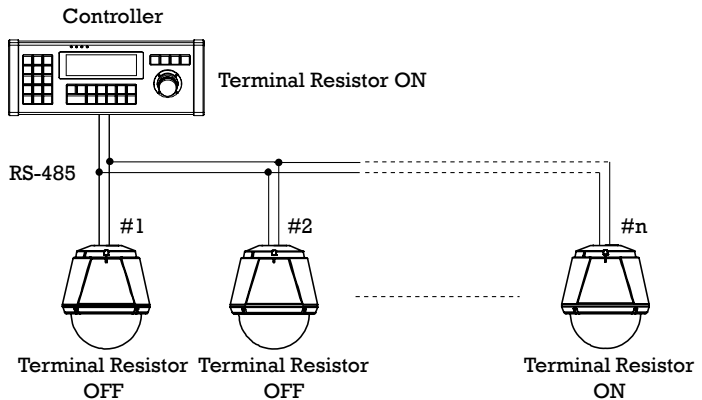 Controller
Terminal Resistor ON
RS-485
#1
#2
#n
Terminal Resistor
OFF
Terminal Resistor
OFF
Terminal Resistor
ON